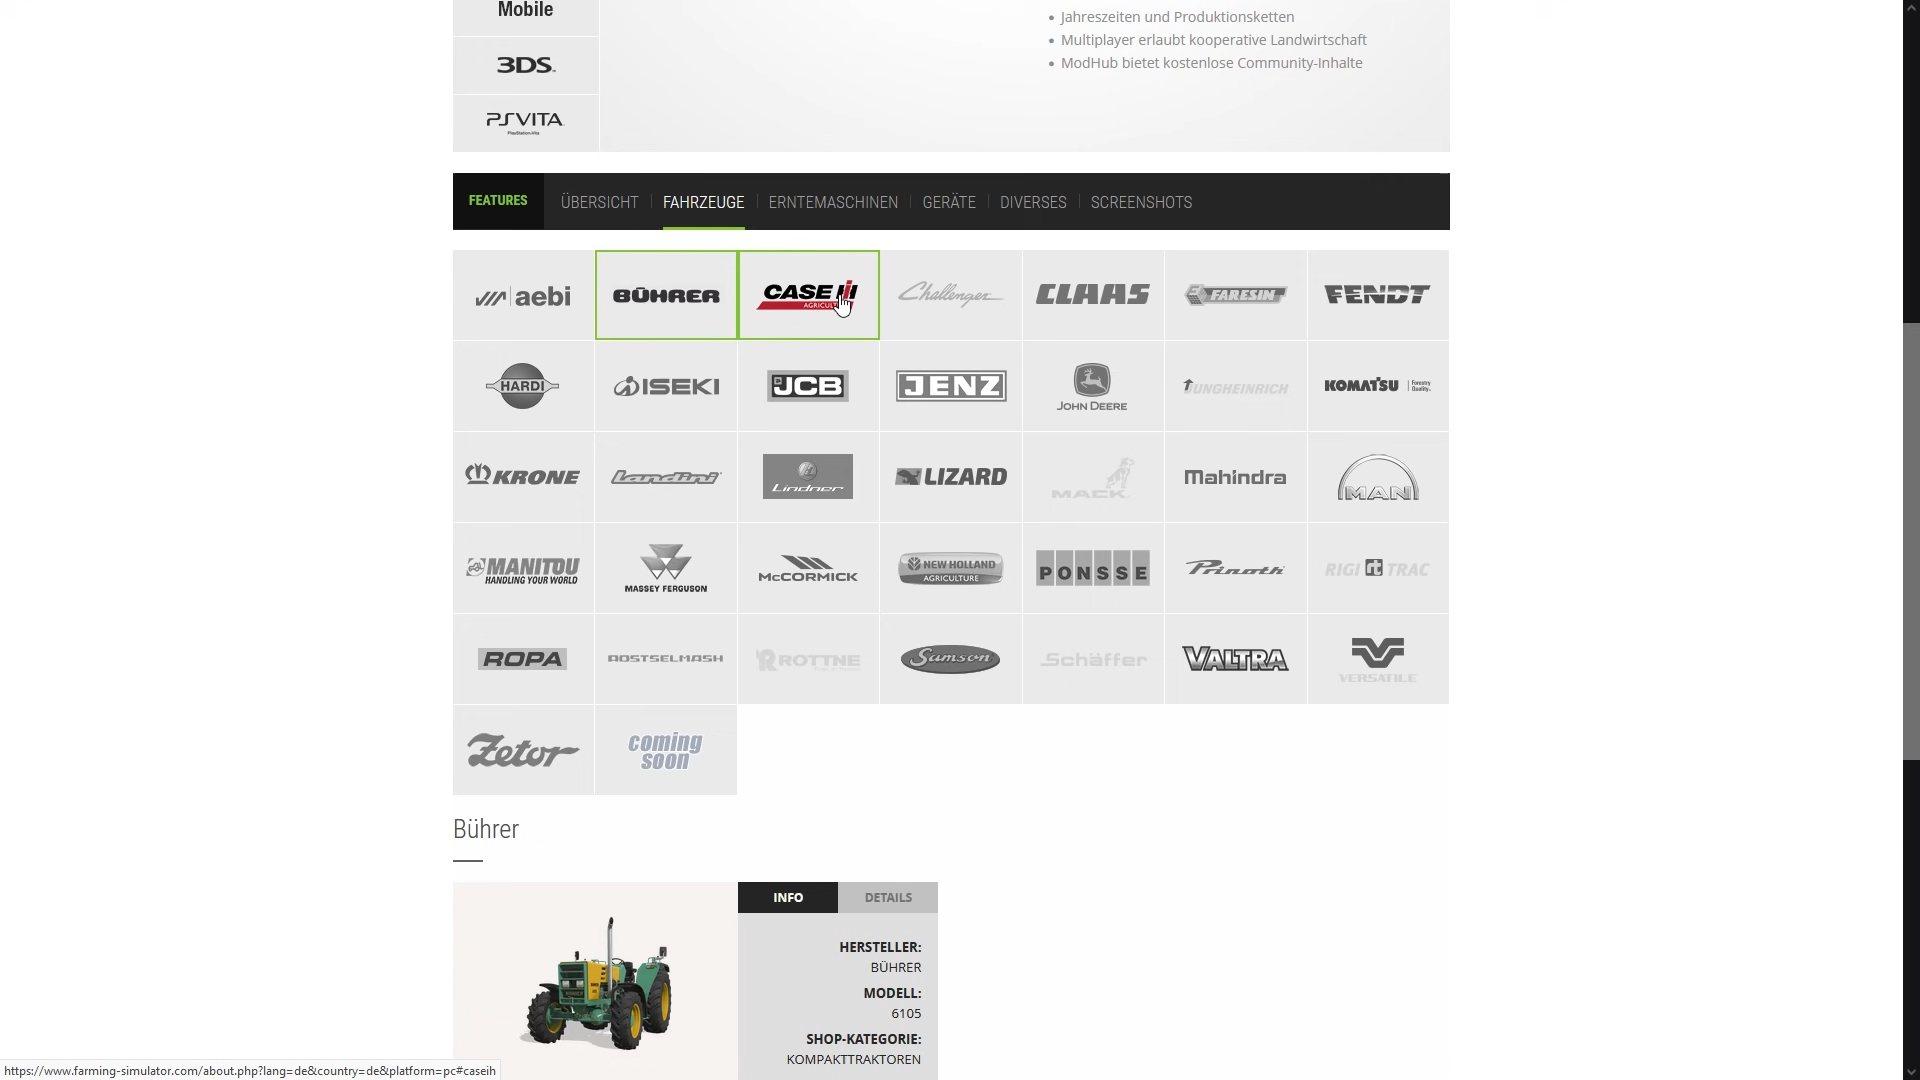 Mobile
3DS
PSVITA
PlayStation Vita
Jahreszeiten und Produktionsketten
Multiplayer erlaubt kooperative Landwirtschaft
ModHub bietet kostenlose Community-Inhalte
FEATURES
ÜBERSICHT
FAHRZEUGE
ERNTEMASCHINEN
GERÄTE
DIVERSES
SCREENSHOTS
aebi
BÜHRER
CASE IH
Challenger
CLAAS
FARESIN
FENDT
HARDI
ISEKI
JCB
JENZ
JOHN DEERE
JUNGHEINRICH
KOMATSU Forestry Quality.
KRONE
Landini
Lindner
LIZARD
MACK
Mahindra
MAN
MANITOU
HANDLING YOUR WORLD
MASSEY FERGUSON
McCORMICK
NEW HOLLAND
AGRICULTURE
PONSSE
Prinoth
RIGI TRAC
ROPA
ROSTSELMASH
ROTTNE
Samson
Schäffer
VALTRA
VERSATILE
Zetor
coming
soon
Bührer
INFO
DETAILS
HERSTELLER:
BÜHRER
MODELL:
6105
SHOP-KATEGORIE:
KOMPAKTTRAKTOREN
https://www.farming-simulator.com/about.php?lang=de&country=de&platform=pc#caseih